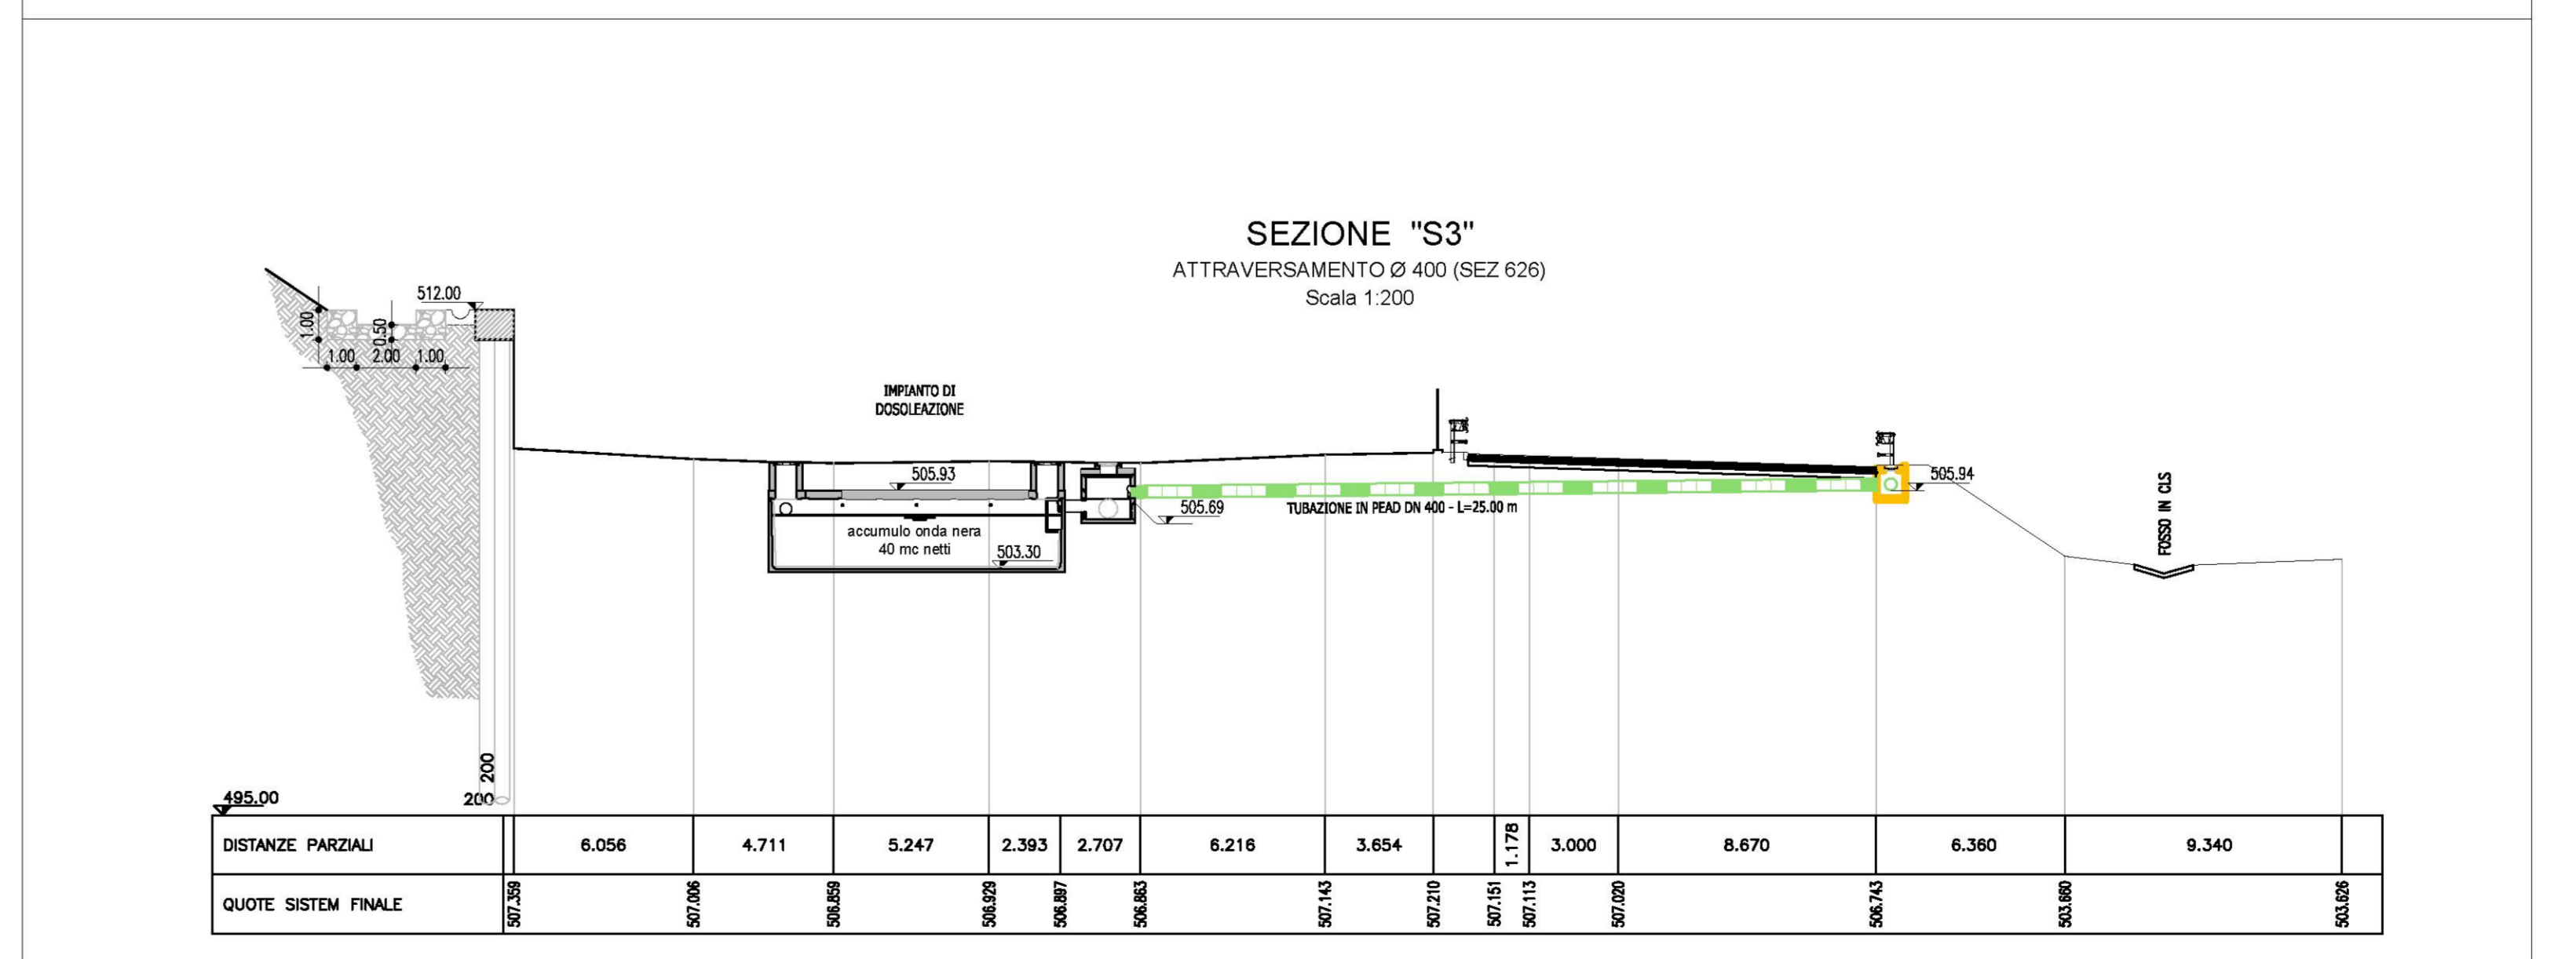 SEZIONE "S3"
ATTRAVERSAMENTO Ø 400 (SEZ 626)
Scala 1:200
512.00
1.00
0.50
1.00 2.00 1.00
IMPIANTO DI
DOSOLEAZIONE
505.93
505.94
505.69
TUBAZIONE IN PEAD DN 400 - L=25.00 m
accumulo onda nera
40 mc netti
503.30
FOSSO IN CLS
200
200
495.00
DISTANZE PARZIALI 6.056 4.711 5.247 2.393 2.707 6.216 3.654 1.178 3.000 8.670 6.360 9.340
QUOTE SISTEM FINALE 507.359 507.006 506.859 506.929 506.897 506.863 507.143 507.210 507.151 507.113 507.020 506.743 503.660 503.626